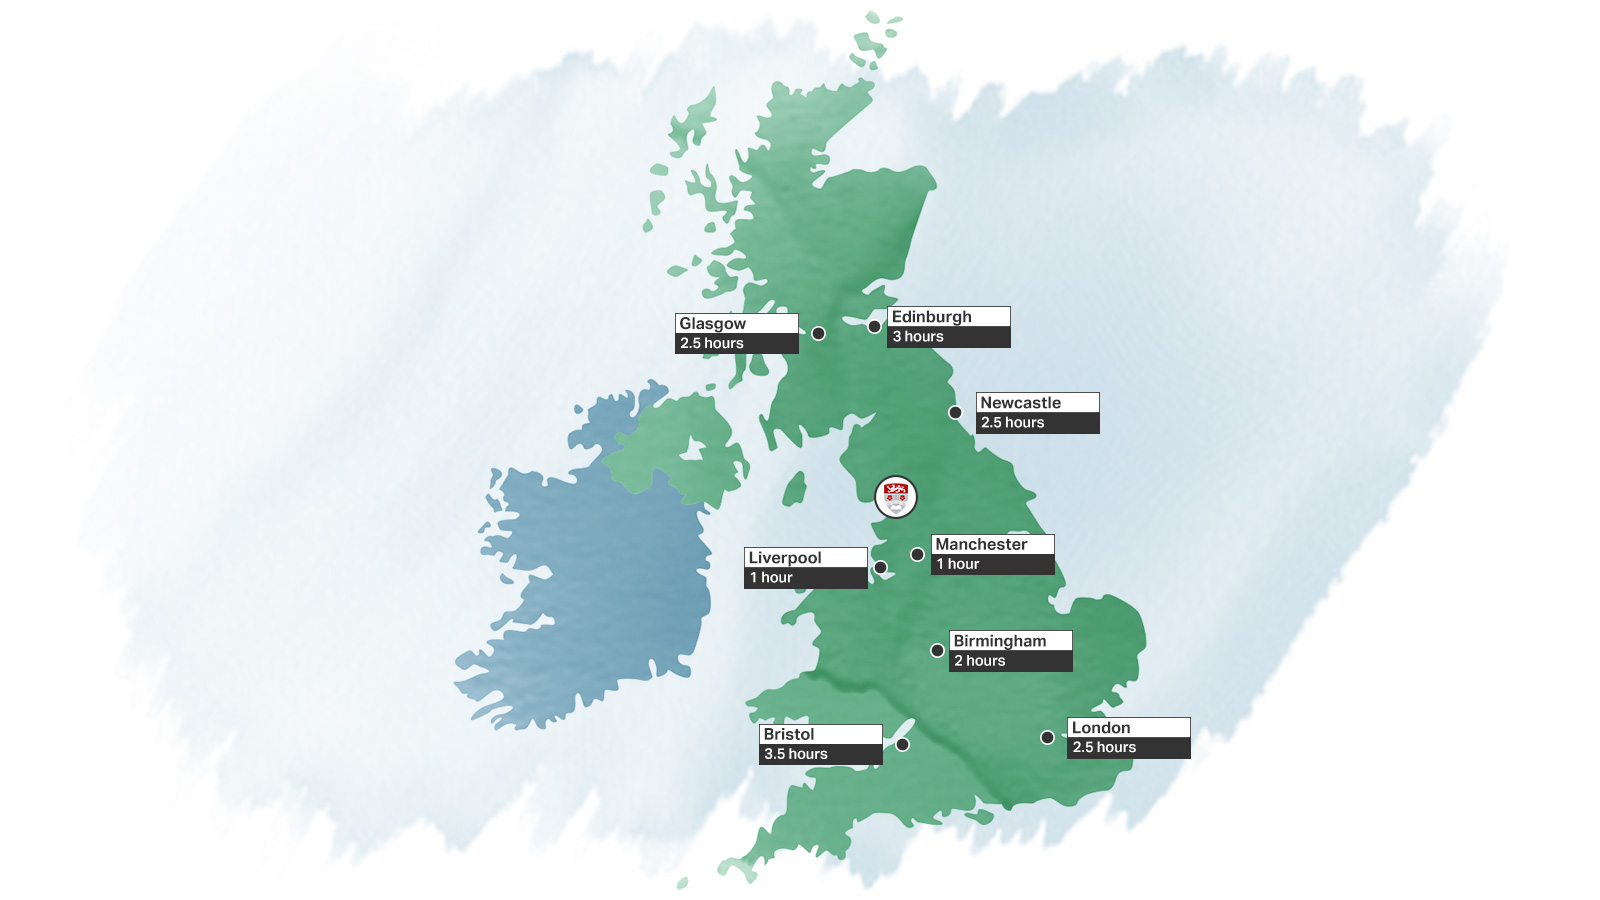 Glasgow
2.5 hours
Edinburgh
3 hours
Newcastle
2.5 hours
Manchester
1 hour
Liverpool
1 hour
Birmingham
2 hours
Bristol
3.5 hours
London
2.5 hours